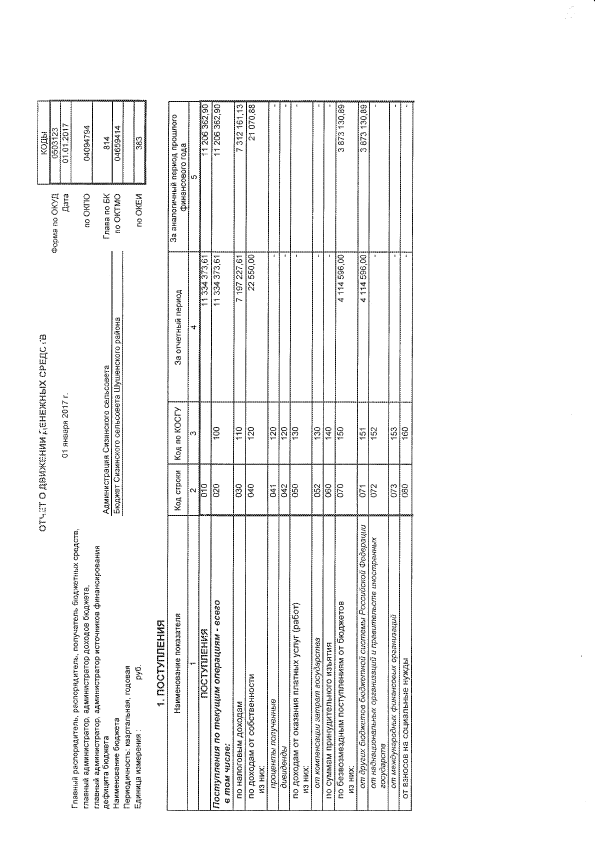 ОТЧЕТ О ДВИЖЕНИИ ДЕНЕЖНЫХ СРЕДСТВ
КОДЫ
Форма по ОКУД 0503123
01 января 2017 г.
Дата 01.01.2017
Главный распорядитель, распорядитель, получатель бюджетных средств,
главный администратор, администратор доходов бюджета,
по ОКПО 04094794
главный администратор, администратор источников финансирования
дефицита бюджета Администрация Сизинского сельсовета Глава по БК 814
Наименование бюджета Бюджет Сизинского сельсовета Шушенского района по ОКТМО 04659414
Периодичность: квартальная, годовая
Единица измерения: руб. по ОКЕИ 383
1. ПОСТУПЛЕНИЯ
Наименование показателя Код строки Код по КОСГУ За отчетный период За аналогичный период прошлого финансового года
1 2 3 4 5
ПОСТУПЛЕНИЯ 010 11 334 373,61 11 206 362,90
Поступления по текущим операциям - всего 020 100 11 334 373,61 11 206 362,90
в том числе:
по налоговым доходам 030 110 7 197 227,61 7 312 161,13
по доходам от собственности 040 120 22 550,00 21 070,88
из них:
проценты полученные 041 120 - -
дивиденды 042 120 - -
по доходам от оказания платных услуг (работ) 050 130 - -
из них:
от компенсации затрат государства 052 130 - -
по суммам принудительного изъятия 060 140 - -
по безвозмездным поступлениям от бюджетов 070 150 4 114 596,00 3 873 130,89
из них:
от других бюджетов бюджетной системы Российской Федерации 071 151 4 114 596,00 3 873 130,89
от наднациональных организаций и правительств иностранных 072 152 - -
государств
от международных финансовых организаций 073 153 - -
от взносов на социальные нужды 080 160 - -